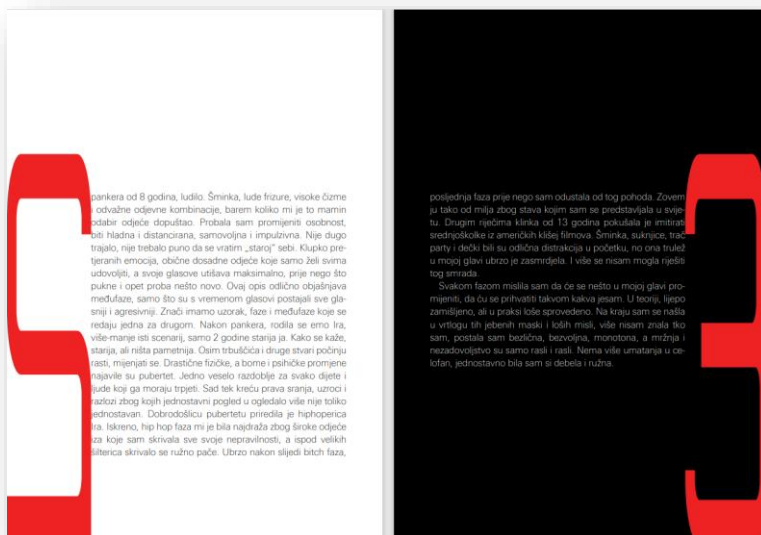 S
pankera od 8 godina, ludilo. Šminka, lude frizure, visoke čizme
i odvažne odjevne kombinacije, barem koliko mi je to mamin
odabir odjeće dopuštao. Probala sam promijeniti osobnost,
biti hladna i distancirana, samovoljna i impulzivna. Nije dugo
trajalo, nije trebalo puno da se vratim „staroj” sebi. Klupko pre-
tjeranih emocija, obične dosadne odjeće koje samo želi svima
udovoljiti, a svoje glasove utišava maksimalno, prije nego što
pukne i opet proba nešto novo. Ovaj opis odlično objašnjava
međufaze, samo što su s vremenom glasovi postajali sve gla-
sniji i agresivniji. Znači imamo uzorak, faze i međufaze koje se
redaju jedna za drugom. Nakon pankera, rodila se emo Ira,
više-manje isti scenarij, samo 2 godine starija ja. Kako se kaže,
starija, ali ništa pametnija. Osim trbuščića i druge stvari počinju
rasti, mijenjati se. Drastične fizičke, a bome i psihičke promjene
najavile su pubertet. Jedno veselo razdoblje za svako dijete i
ljude koji ga moraju trpjeti. Sad tek kreću prava sranja, uzroci i
razlozi zbog kojih jednostavni pogled u ogledalo više nije toliko
jednostavan. Dobrodošlicu pubertetu priredila je hiphoperica
Ira. Iskreno, hip hop faza mi je bila najdraža zbog široke odjeće
iza koje sam skrivala sve svoje nepravilnosti, a ispod velikih
šilterica skrivalo se ružno pače. Ubrzo nakon slijedi bitch faza,
posljednja faza prije nego sam odustala od tog pohoda. Zovem
ju tako od milja zbog stava kojim sam se predstavljala u svije-
tu. Drugim riječima klinka od 13 godina pokušala je imitirati
srednjoškolke iz američkih klišej filmova. Šminka, suknjice, trač
party i dečki bili su odlična distrakcija u početku, no ona trulež
u mojoj glavi ubrzo je zasmrdjela. I više se nisam mogla riješiti
tog smrada.
Svakom fazom mislila sam da će se nešto u mojoj glavi pro-
mijeniti, da ću se prihvatiti takvom kakva jesam. U teoriji, lijepo
zamišljeno, ali u praksi loše sprovedeno. Na kraju sam se našla
u vrtlogu tih jebenih maski i loših misli, više nisam znala tko
sam, postala sam bezlična, bezvoljna, monotona, a mržnja i
nezadovoljstvo su samo rasli i rasli. Nema više umatanja u ce-
lofan, jednostavno bila sam si debela i ružna.
3